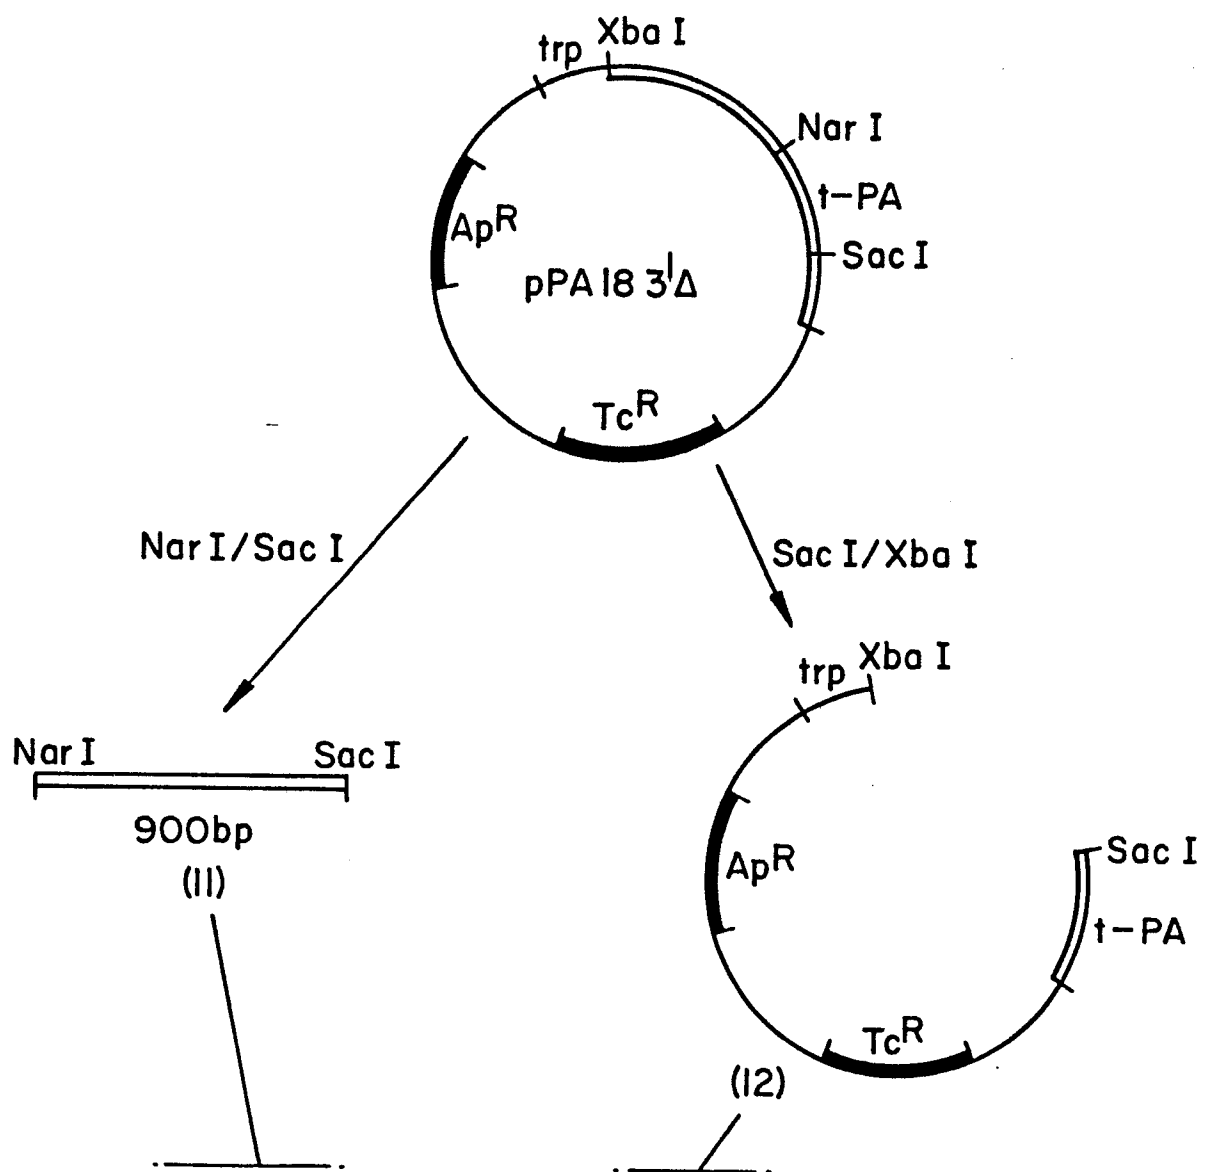 trp
Xba I
Nar I
t-PA
Sac I
ApR
pPA18 3'Δ
TcR
Nar I/Sac I
Sac I/Xba I
Nar I
Sac I
900bp
(11)
trp
Xba I
ApR
Sac I
t-PA
TcR
(12)